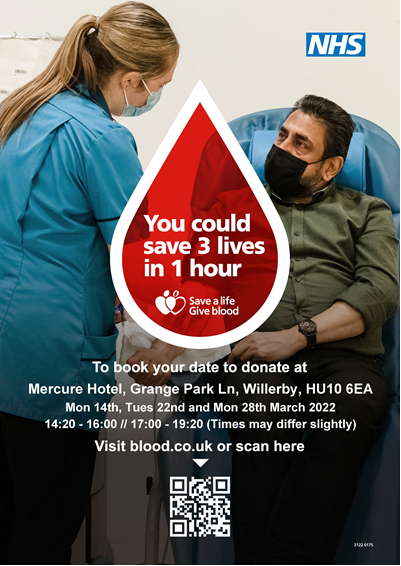 NHS
You could
save 3 lives
in 1 hour
Save a life
Give blood
To book your date to donate at
Mercure Hotel, Grange Park Ln, Willerby, HU10 6EA
Mon 14th, Tues 22nd and Mon 28th March 2022
14:20 - 16:00 // 17:00 - 19:20 (Times may differ slightly)
Visit blood.co.uk or scan here
2122 0175